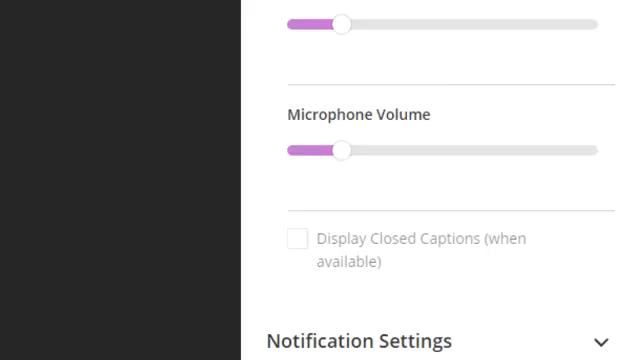 Microphone Volume
Display Closed Captions (when
available)
Notification Settings